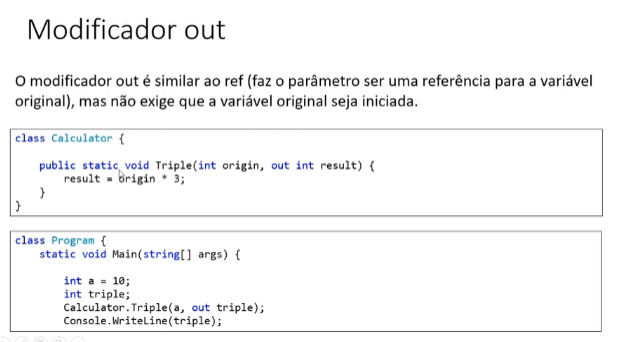 Modificador out
O modificador out é similar ao ref (faz o parâmetro ser uma referência para a variável
original), mas não exige que a variável original seja iniciada.
class Calculator {
public static void Triple(int origin, out int result) {
result = origin * 3;
}
}
class Program {
static void Main(string[] args) {
int a = 10;
int triple;
Calculator.Triple(a, out triple);
Console.WriteLine(triple);